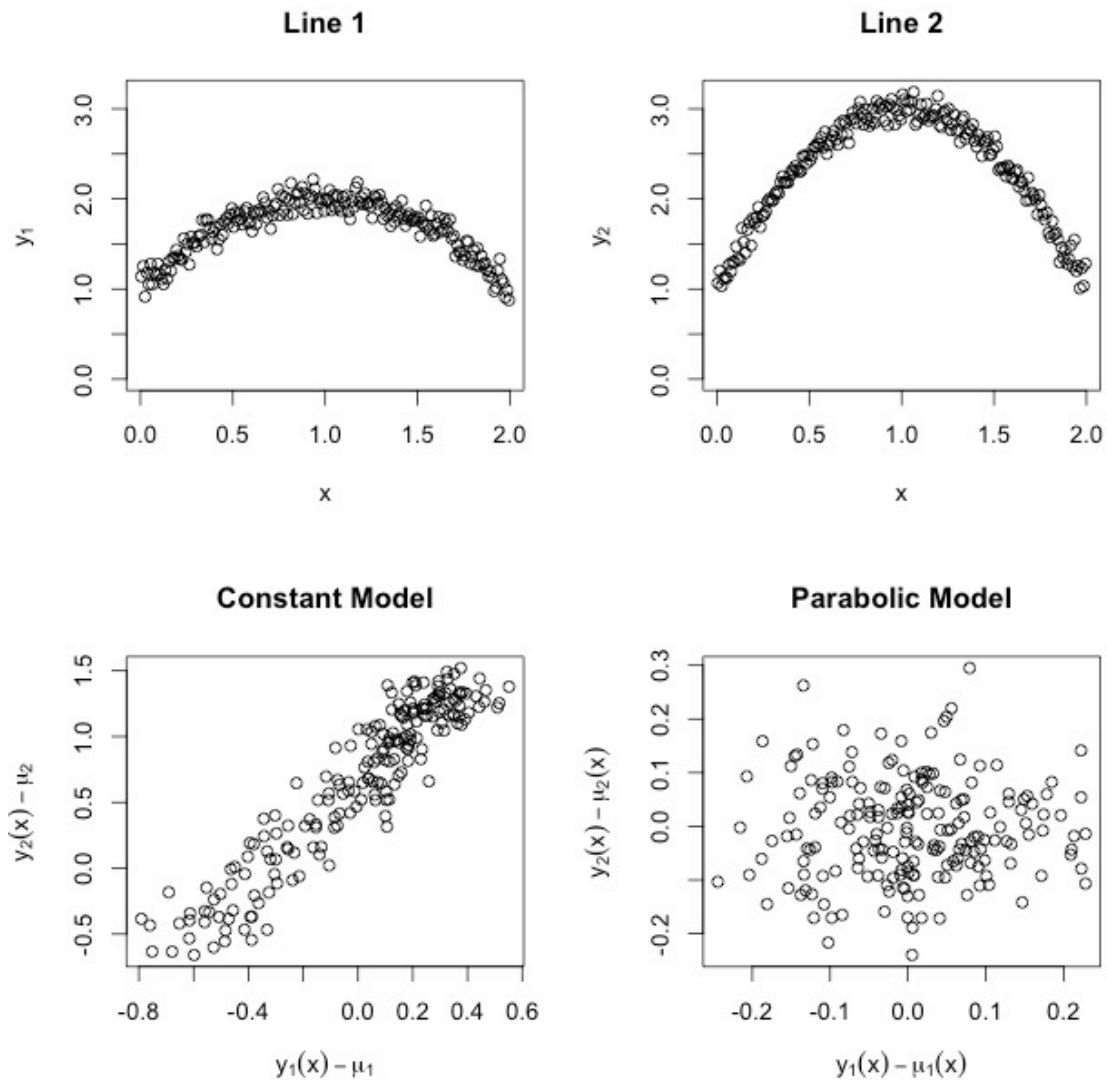 Line 1
y₁
3.0
2.0
1.0
0.0
0.0 0.5 1.0 1.5 2.0
x
Line 2
y₂
3.0
2.0
1.0
0.0
0.0 0.5 1.0 1.5 2.0
x
Constant Model
y₂(x) − μ₂
1.5
1.0
0.5
0.0
-0.5
-0.8 -0.4 0.0 0.2 0.4 0.6
y₁(x) − μ₁
Parabolic Model
y₂(x) − μ₂(x)
0.3
0.2
0.1
0.0
-0.2
-0.2 -0.1 0.0 0.1 0.2
y₁(x) − μ₁(x)